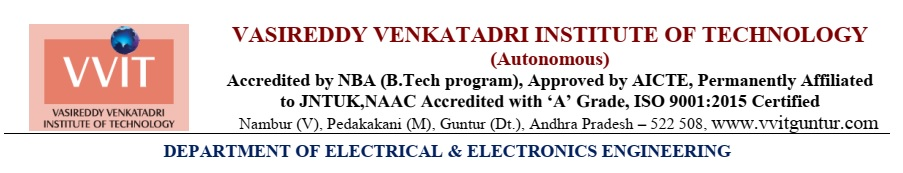 VVIT
VASIREDDY VENKATADRI
INSTITUTE OF TECHNOLOGY
VASIREDDY VENKATADRI INSTITUTE OF TECHNOLOGY
(Autonomous)
Accredited by NBA (B.Tech program), Approved by AICTE, Permanently Affiliated
to JNTUK,NAAC Accredited with ‘A’ Grade, ISO 9001:2015 Certified
Nambur (V), Pedakakani (M), Guntur (Dt.), Andhra Pradesh – 522 508, www.vvitguntur.com
DEPARTMENT OF ELECTRICAL & ELECTRONICS ENGINEERING